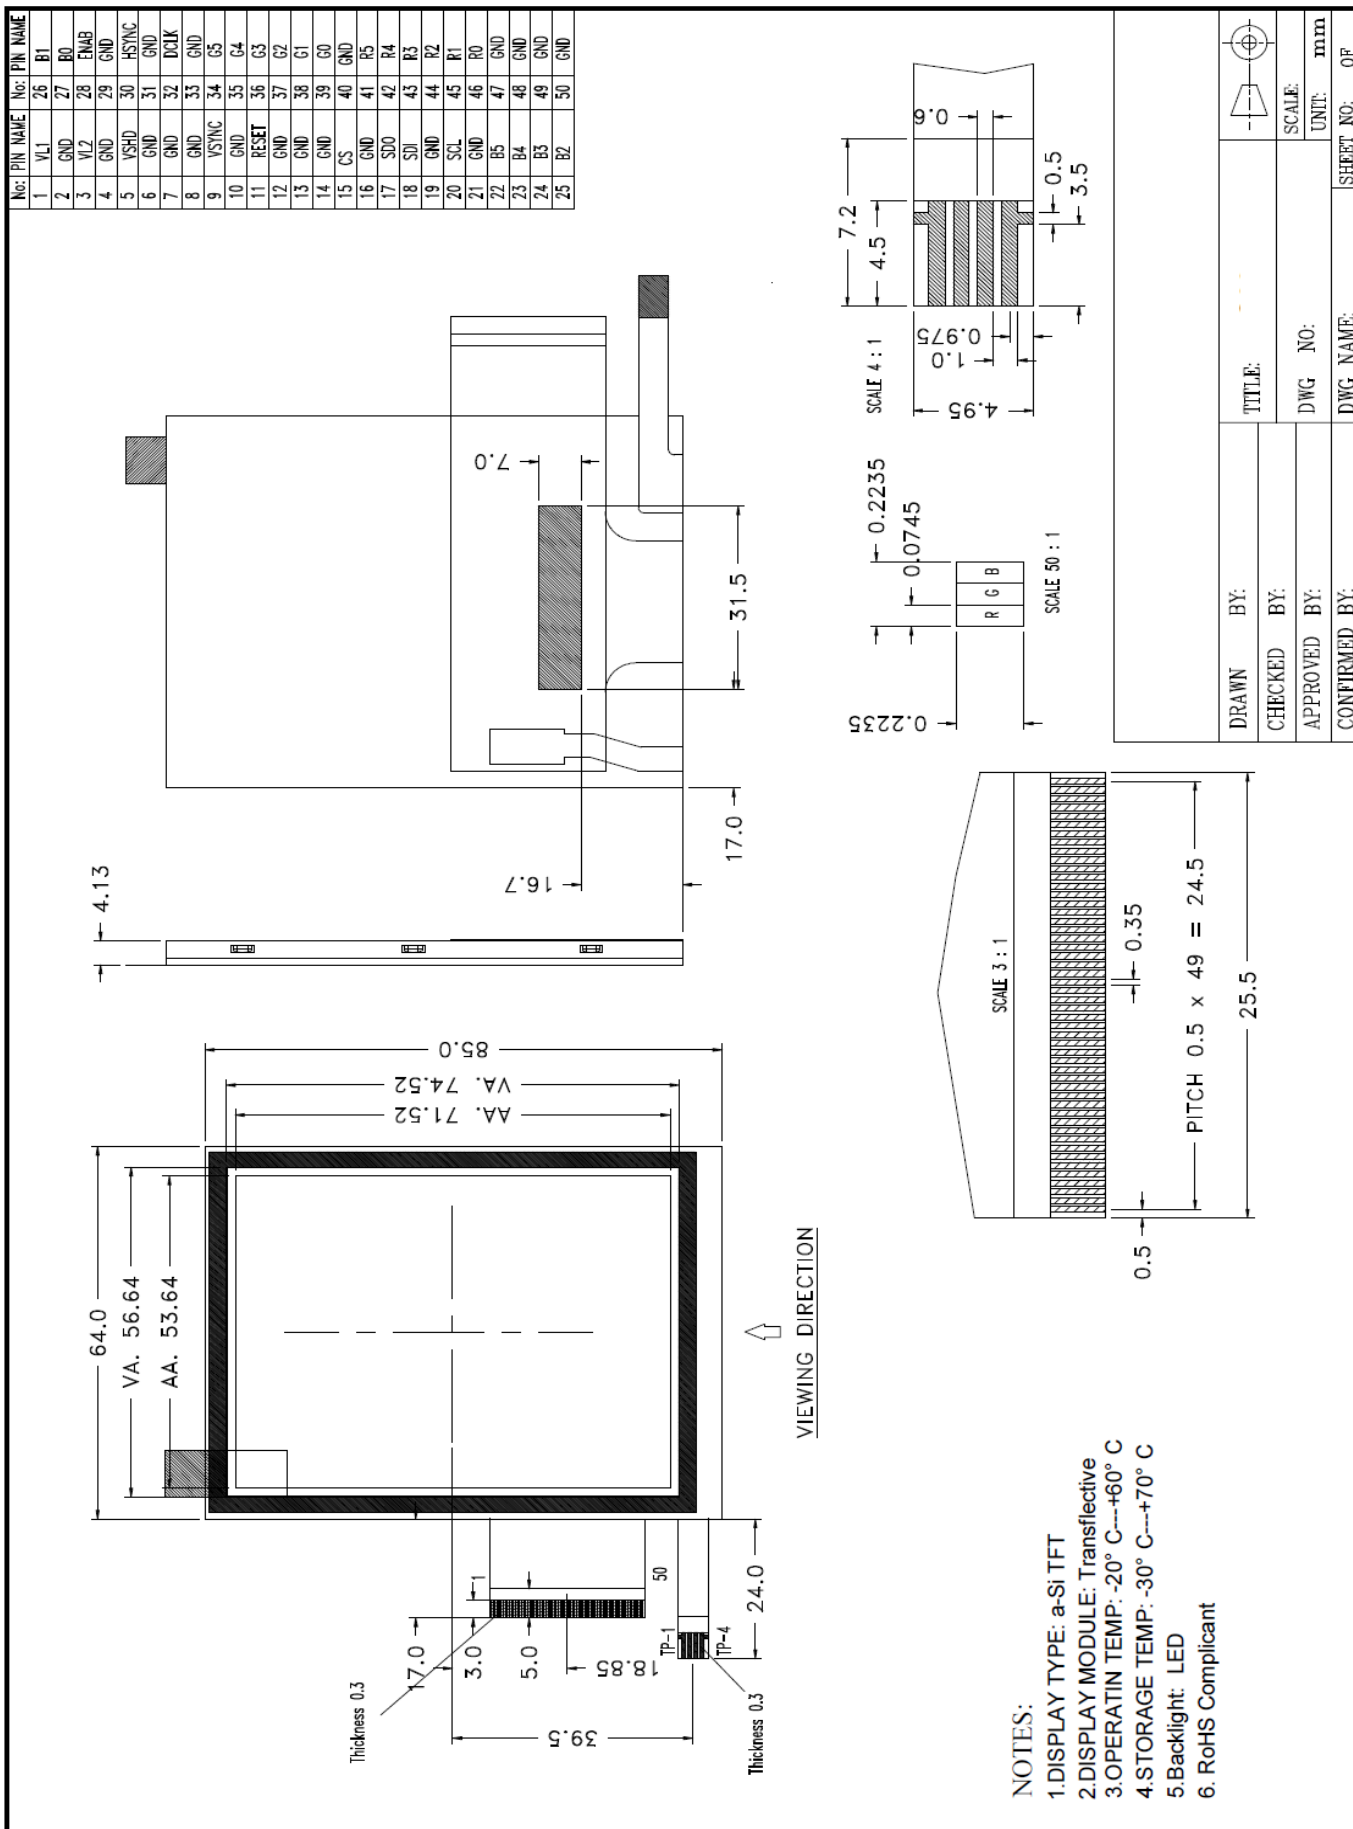 No: PIN NAME No: PIN NAME
1 VL1 26 B1
2 GND 27 B0
3 VL2 28 ENAB
4 GND 29 GND
5 VSHD 30 HSYNC
6 GND 31 GND
7 GND 32 DCLK
8 GND 33 GND
9 VSYNC 34 G5
10 GND 35 G4
11 RESET 36 G3
12 GND 37 G2
13 GND 38 G1
14 GND 39 G0
15 CS 40 GND
16 GND 41 R5
17 SDO 42 R4
18 SDI 43 R3
19 GND 44 R2
20 SCL 45 R1
21 GND 46 R0
22 B5 47 GND
23 B4 48 GND
24 B3 49 GND
25 B2 50 GND
64.0
VA. 56.64
AA. 53.64
85.0
VA. 74.52
AA. 71.52
4.13
16.7
17.0
7.0
31.5
Thickness 0.3
17.0
3.0
5.0
18.85
39.5
1
50
TP-1
TP-4
24.0
Thickness 0.3
VIEWING DIRECTION
7.2
4.5
0.6
0.5
3.5
0.975
1.0
4.95
SCALE 4 : 1
0.2235
0.0745
R G B
0.2235
SCALE 50 : 1
SCALE 3 : 1
0.35
PITCH 0.5 x 49 = 24.5
25.5
0.5
NOTES:
1.DISPLAY TYPE: a-Si TFT
2.DISPLAY MODULE: Transflective
3.OPERATIN TEMP: -20° C---+60° C
4.STORAGE TEMP: -30° C---+70° C
5.Backlight: LED
6. RoHS Complicant
DRAWN BY:
CHECKED BY:
APPROVED BY:
CONFIRMED BY:
TITLE:
DWG NO:
DWG NAME:
SCALE:
UNIT: mm
SHEET NO: OF